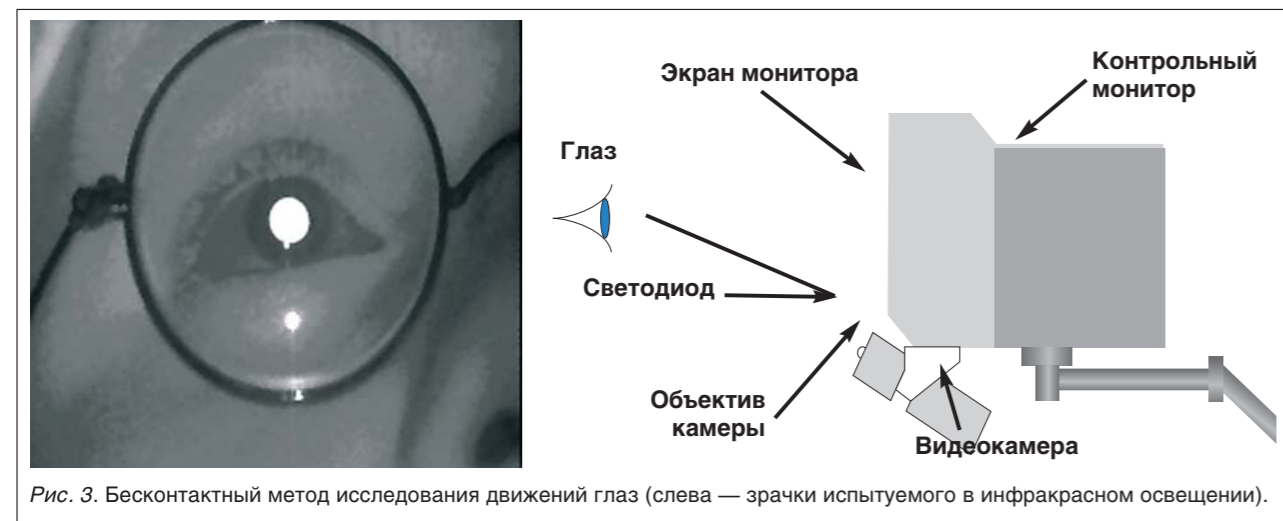 Экран монитора
Контрольный
монитор
Глаз
Светодиод
Объектив
камеры
Видеокамера
Рис. 3. Бесконтактный метод исследования движений глаз (слева — зрачки испытуемого в инфракрасном освещении).